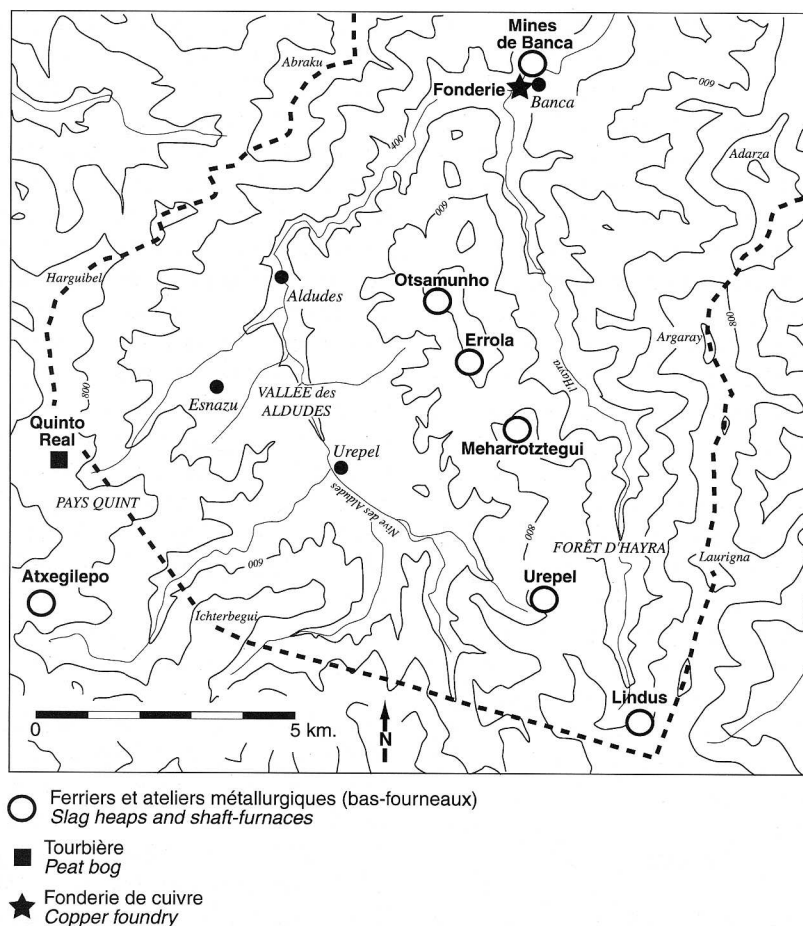 Mines
de Banca
Abraku
Fonderie
Banca
009
Adarza
400
009
Harguibel
Aldudes
Otsamunho
800
Argaray
Errola
l'Hayra
800
Esnazu
VALLÉE des
ALDUDES
Quinto
Real
Meharrotztegui
Urepel
PAYS QUINT
Nive des Aldudes
800
FORÊT D'HAYRA
Laurigna
009
Atxegilepo
Urepel
Ichterbegui
Lindus
0
5 km.
N
Ferriers et ateliers métallurgiques (bas-fourneaux)
Slag heaps and shaft-furnaces
Tourbière
Peat bog
Fonderie de cuivre
Copper foundry